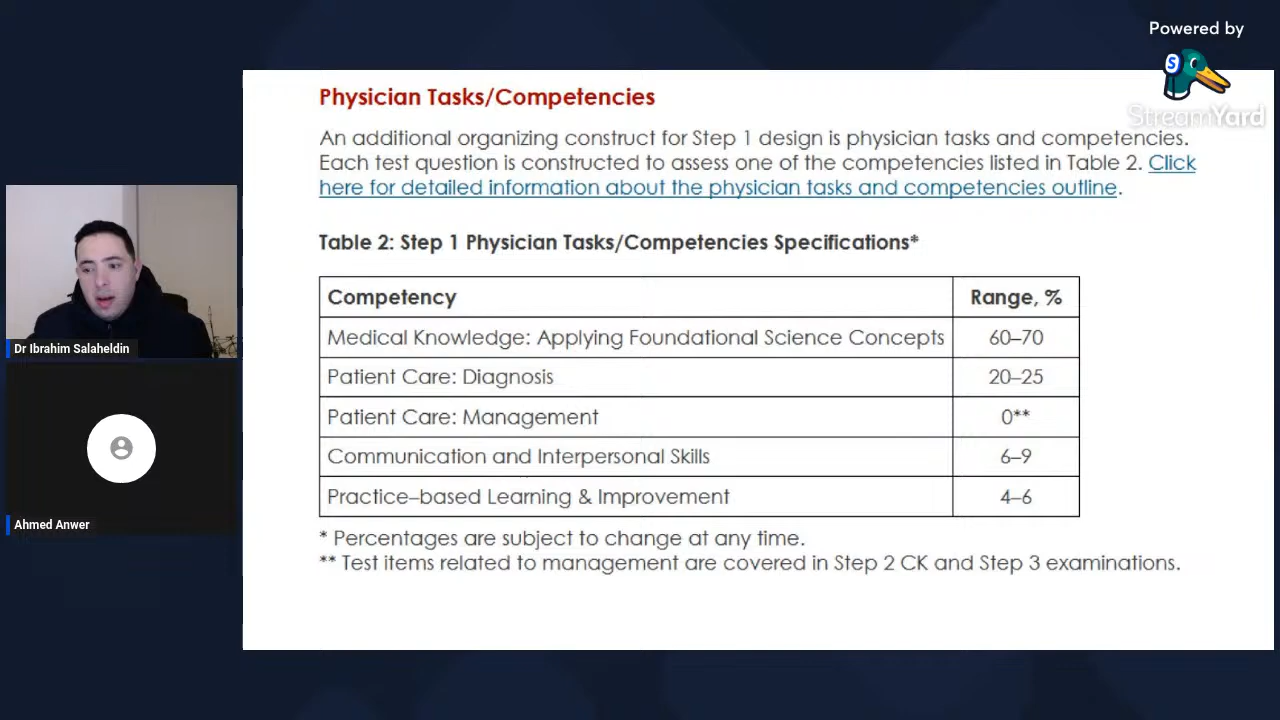 Powered by
StreamYard
Physician Tasks/Competencies
An additional organizing construct for Step 1 design is physician tasks and competencies.
Each test question is constructed to assess one of the competencies listed in Table 2. Click
here for detailed information about the physician tasks and competencies outline.
Table 2: Step 1 Physician Tasks/Competencies Specifications*
Competency Range, %
Medical Knowledge: Applying Foundational Science Concepts 60–70
Patient Care: Diagnosis 20–25
Patient Care: Management 0**
Communication and Interpersonal Skills 6–9
Practice–based Learning & Improvement 4–6
* Percentages are subject to change at any time.
** Test items related to management are covered in Step 2 CK and Step 3 examinations.
Dr Ibrahim Salaheldin
Ahmed Anwer